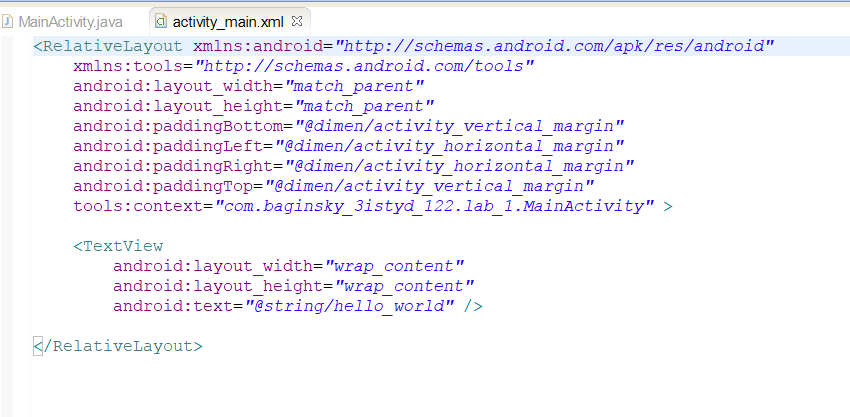 MainActivity.java activity_main.xml
<RelativeLayout xmlns:android="http://schemas.android.com/apk/res/android"
xmlns:tools="http://schemas.android.com/tools"
android:layout_width="match_parent"
android:layout_height="match_parent"
android:paddingBottom="@dimen/activity_vertical_margin"
android:paddingLeft="@dimen/activity_horizontal_margin"
android:paddingRight="@dimen/activity_horizontal_margin"
android:paddingTop="@dimen/activity_vertical_margin"
tools:context="com.baginsky_3istyd_122.lab_1.MainActivity" >
<TextView
android:layout_width="wrap_content"
android:layout_height="wrap_content"
android:text="@string/hello_world" />
</RelativeLayout>